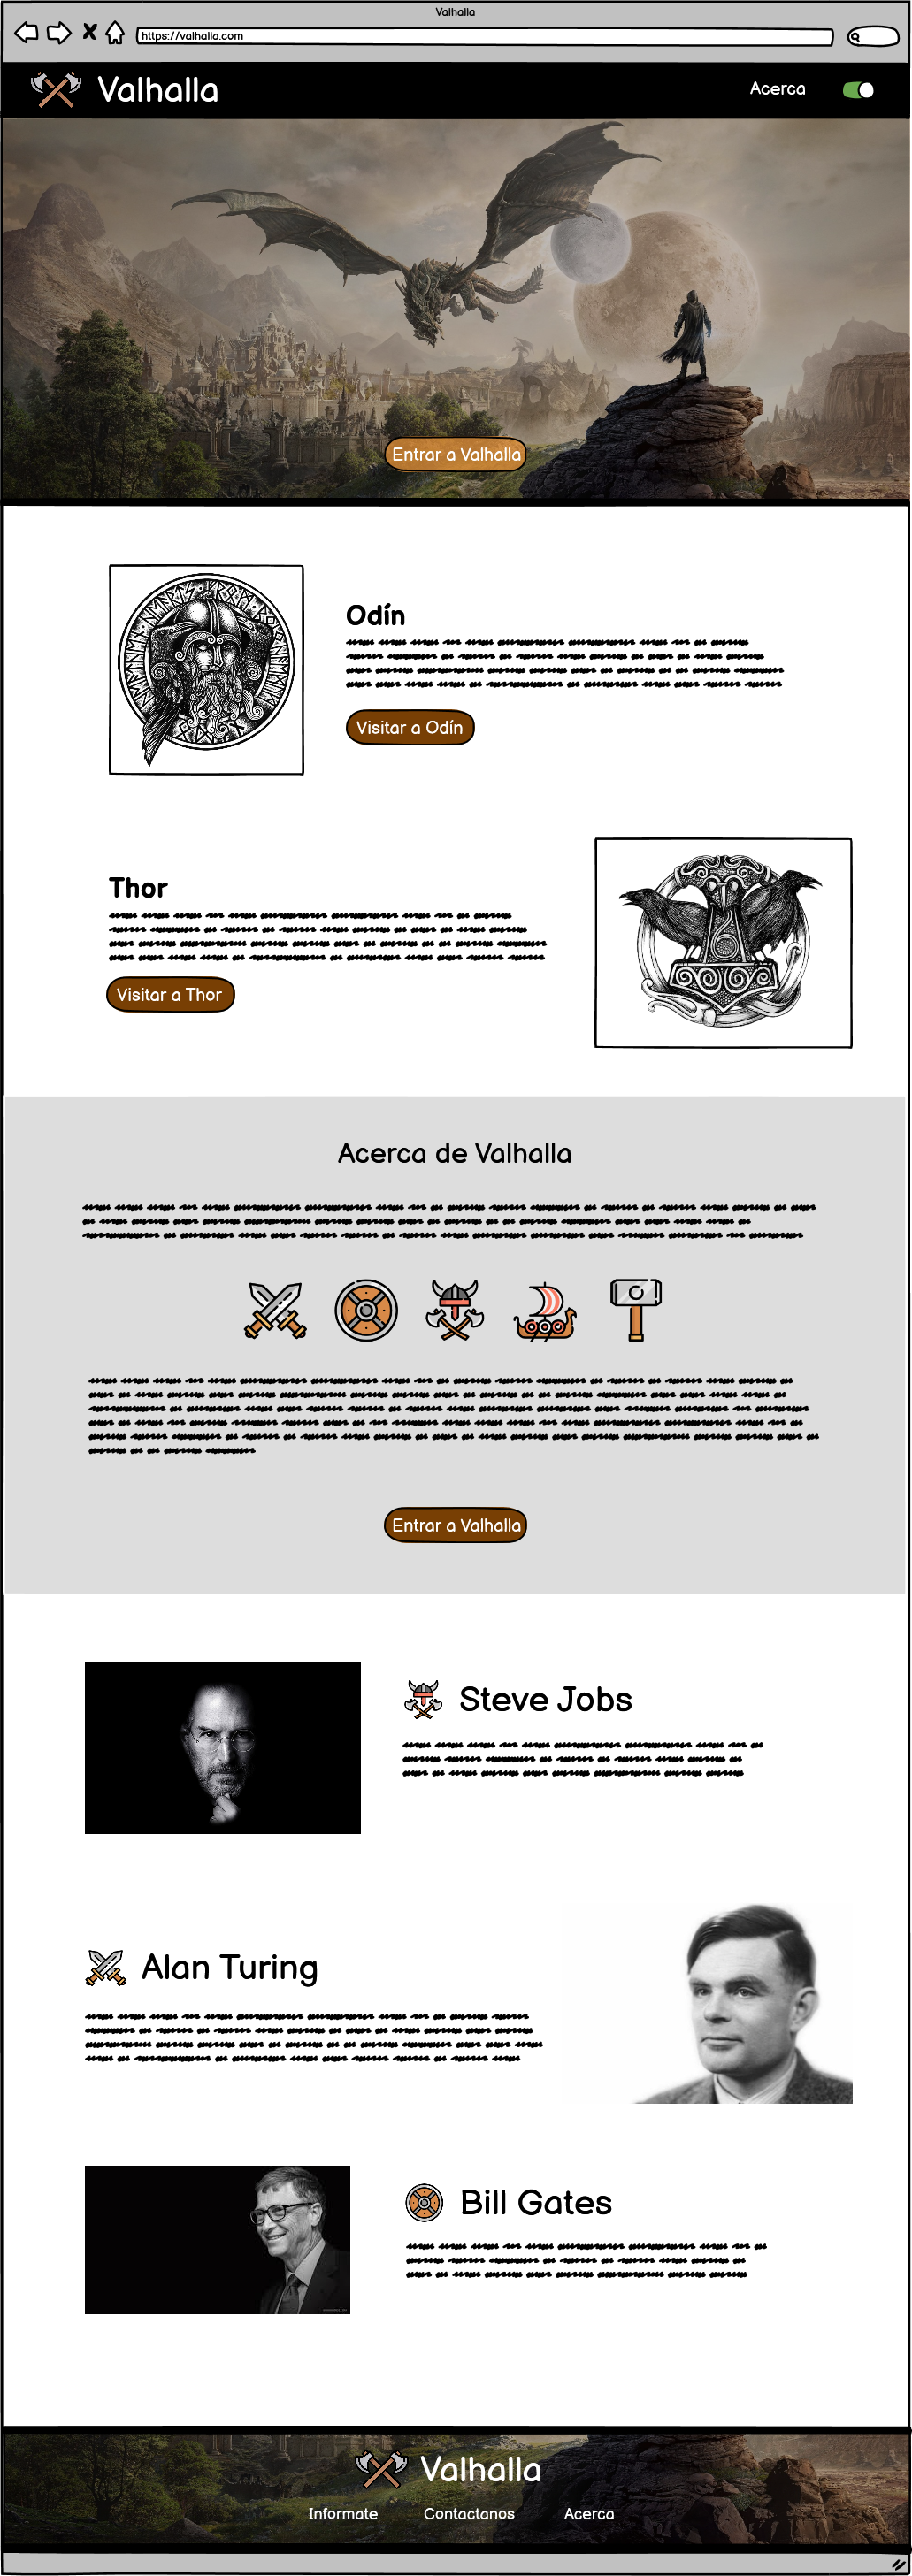 Valhalla
https://valhalla.com
Valhalla
Acerca
Entrar a Valhalla
Odín
Visitar a Odín
Thor
Visitar a Thor
Acerca de Valhalla
Entrar a Valhalla
Steve Jobs
Alan Turing
Bill Gates
Valhalla
Informate
Contactanos
Acerca